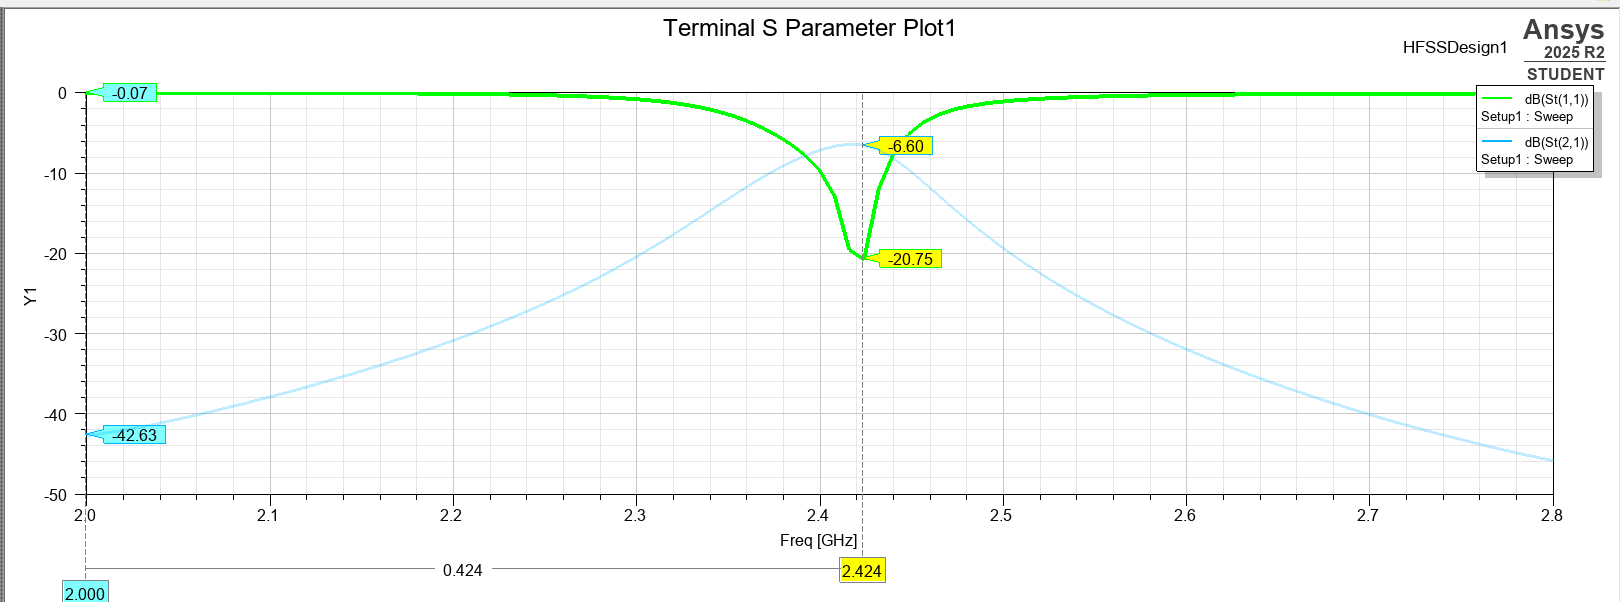 Terminal S Parameter Plot1
Ansys
HFSSDesign1
2025 R2
STUDENT
dB(St(1,1))
Setup1 : Sweep
dB(St(2,1))
Setup1 : Sweep
0
-10
-20
-30
-40
-50
Y1
-0.07
-6.60
-20.75
-42.63
2.0
2.1
2.2
2.3
2.4
2.5
2.6
2.7
2.8
Freq [GHz]
0.424
2.424
2.000